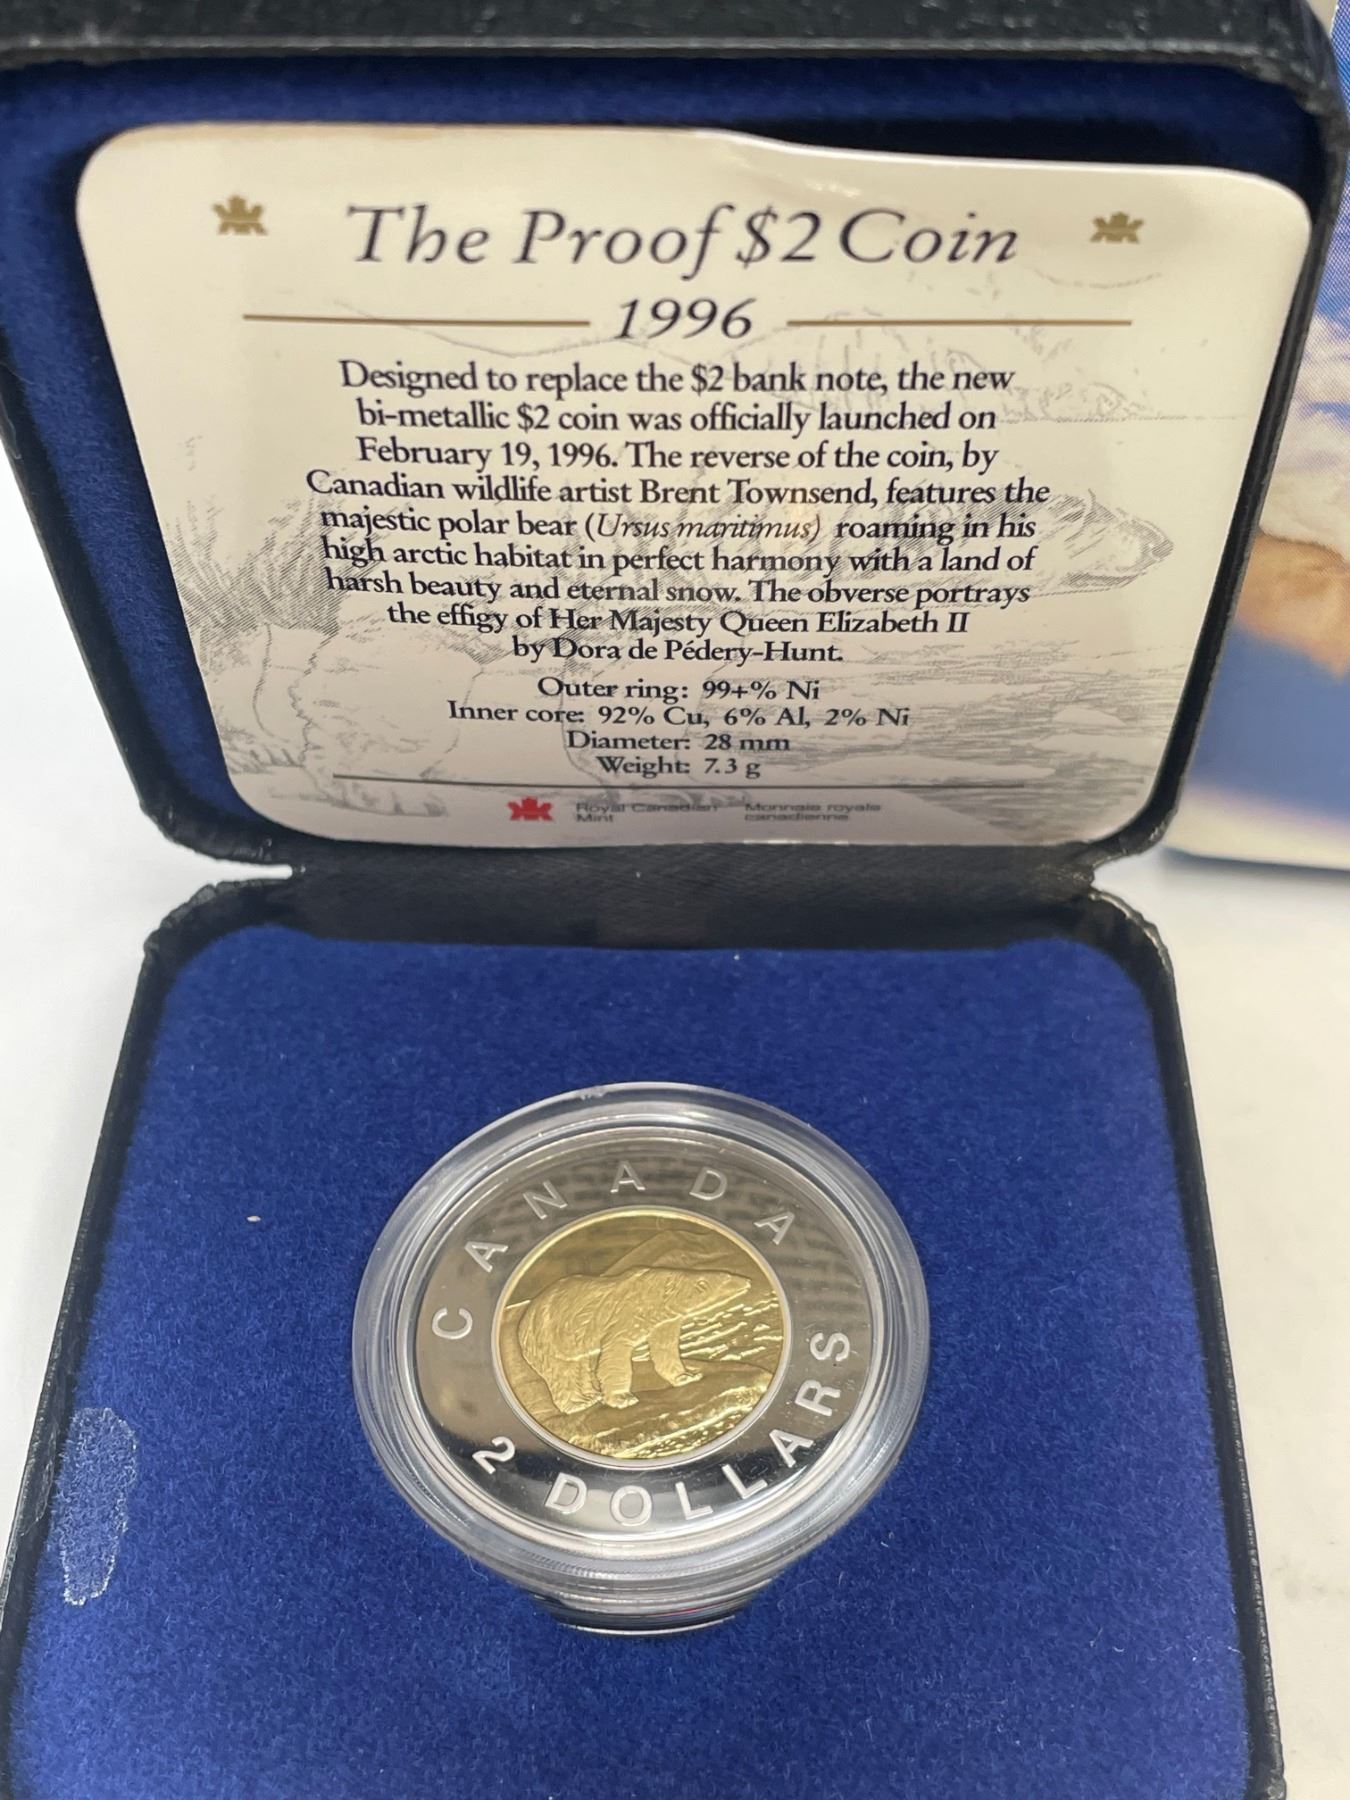 The Proof $2 Coin
1996
Designed to replace the $2 bank note, the new
bi-metallic $2 coin was officially launched on
February 19, 1996. The reverse of the coin, by
Canadian wildlife artist Brent Townsend, features the
majestic polar bear (Ursus maritimus) roaming in his
high arctic habitat in perfect harmony with a land of
harsh beauty and eternal snow. The obverse portrays
the effigy of Her Majesty Queen Elizabeth II
by Dora de Pédery-Hunt.
Outer ring: 99+% Ni
Inner core: 92% Cu, 6% Al, 2% Ni
Diameter: 28 mm
Weight: 7.3 g
Royal Canadian Monnaie royale
Mint canadienne
CANADA
2 DOLLARS